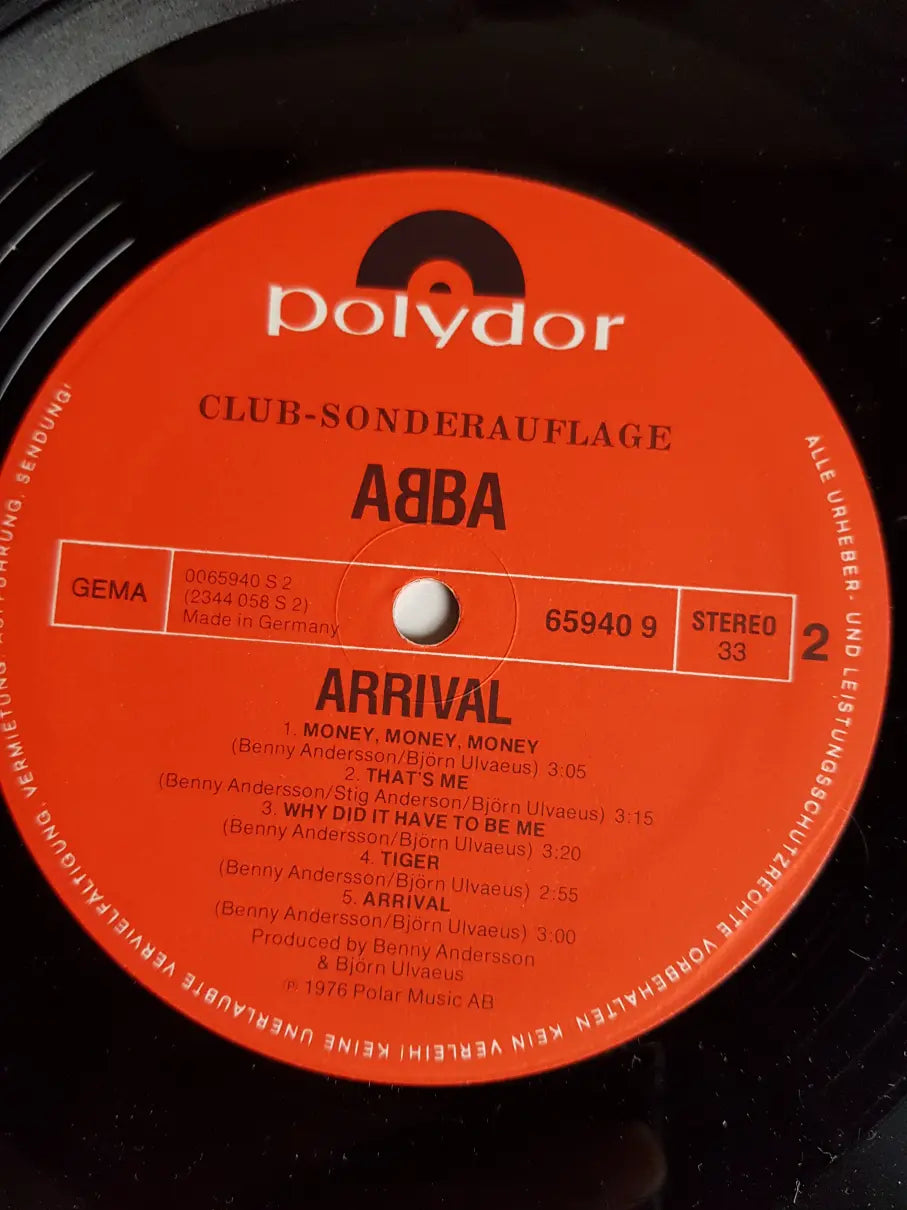 polydor
CLUB-SONDERAUFLAGE
ABBA
GEMA
0065940 S 2
(2344 058 S 2)
Made in Germany
65940 9
STEREO
33
2
ARRIVAL
1. MONEY, MONEY, MONEY
(Benny Andersson/Björn Ulvaeus) 3:05
2. THAT'S ME
(Benny Andersson/Stig Anderson/Björn Ulvaeus) 3:15
3. WHY DID IT HAVE TO BE ME
(Benny Andersson/Björn Ulvaeus) 3:20
4. TIGER
(Benny Andersson/Björn Ulvaeus) 2:55
5. ARRIVAL
(Benny Andersson/Björn Ulvaeus) 3:00
Produced by Benny Andersson
& Björn Ulvaeus
℗ 1976 Polar Music AB
ALLE URHEBER- UND LEISTUNGSSCHUTZRECHTE VORBEHALTEN KEIN VERLEIH! KEINE UNERLAUBTE VERVIELFÄLTIGUNG, VERMIETUNG, SENDUNG!